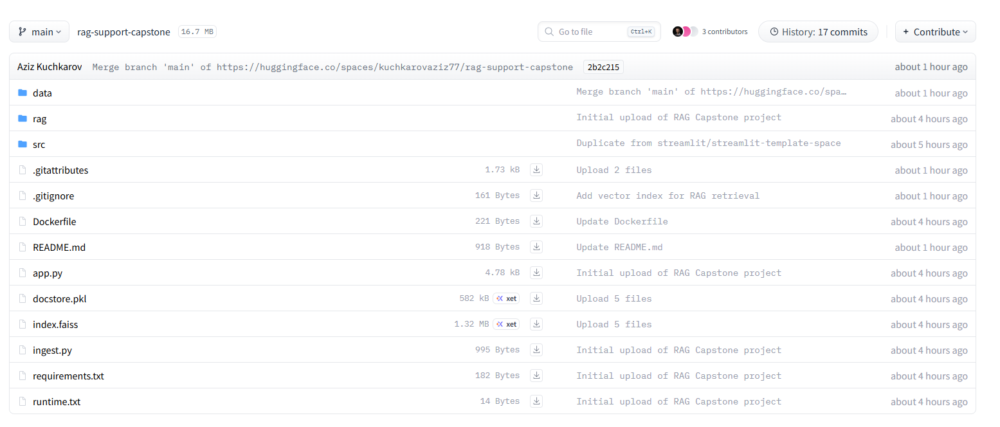 main rag-support-capstone 16.7 MB Go to file Ctrl+K 3 contributors History: 17 commits + Contribute
Aziz Kuchkarov Merge branch 'main' of https://huggingface.co/spaces/kuchkarovaziz77/rag-support-capstone 2b2c215 about 1 hour ago
data Merge branch 'main' of https://huggingface.co/spa… about 1 hour ago
rag Initial upload of RAG Capstone project about 4 hours ago
src Duplicate from streamlit/streamlit-template-space about 5 hours ago
.gitattributes 1.73 kB Upload 2 files about 1 hour ago
.gitignore 161 Bytes Add vector index for RAG retrieval about 1 hour ago
Dockerfile 221 Bytes Update Dockerfile about 4 hours ago
README.md 918 Bytes Update README.md about 1 hour ago
app.py 4.78 kB Initial upload of RAG Capstone project about 4 hours ago
docstore.pkl 582 kB xet Upload 5 files about 4 hours ago
index.faiss 1.32 MB xet Upload 5 files about 4 hours ago
ingest.py 995 Bytes Initial upload of RAG Capstone project about 4 hours ago
requirements.txt 182 Bytes Initial upload of RAG Capstone project about 4 hours ago
runtime.txt 14 Bytes Initial upload of RAG Capstone project about 4 hours ago